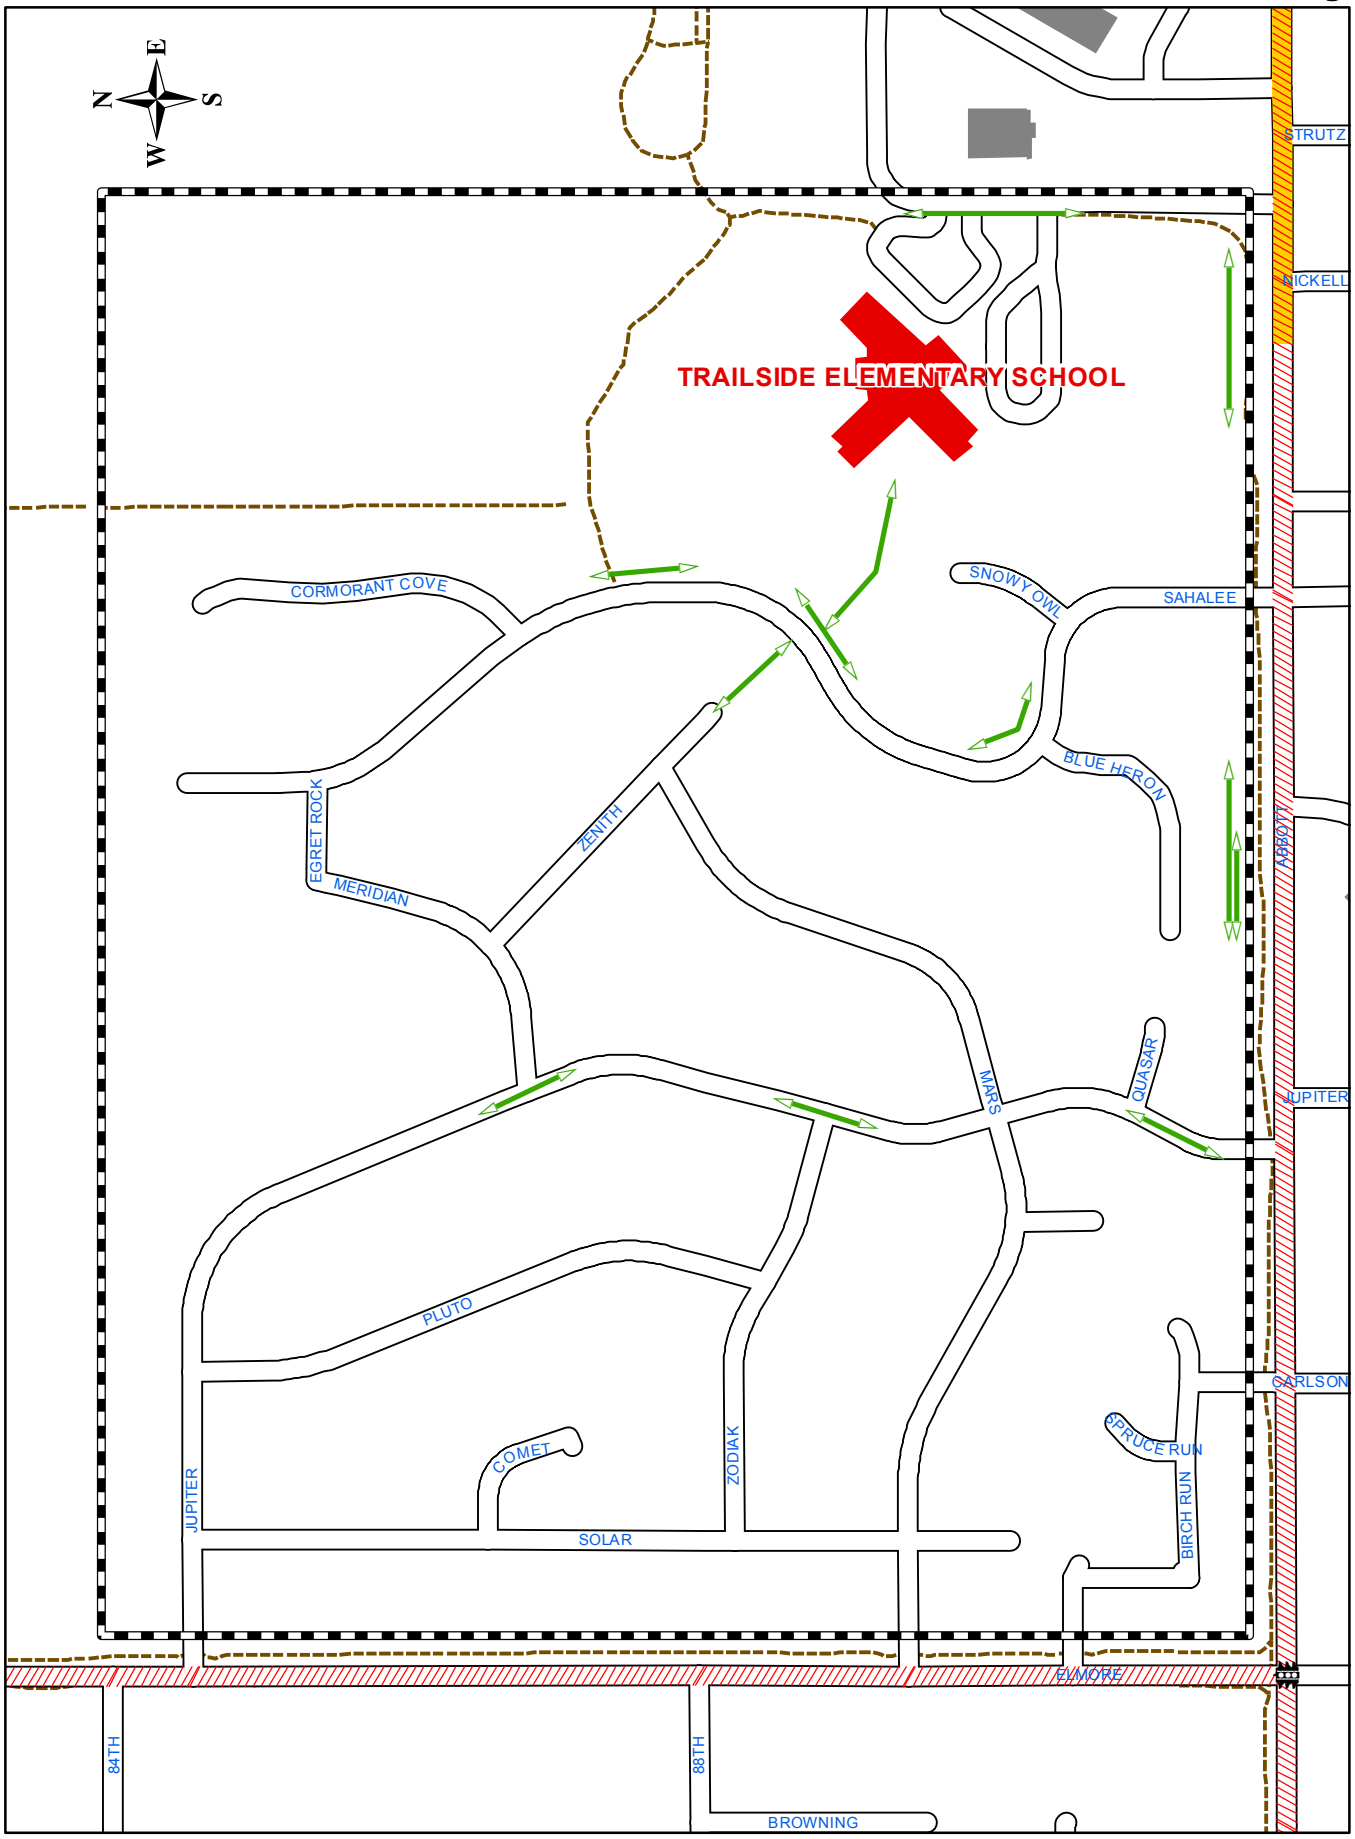 E
N
S
W
STRUTZ
NICKELL
TRAILSIDE ELEMENTARY SCHOOL
CORMORANT COVE
SNOWY OWL
SAHALEE
BLUE HERON
EGRET ROCK
ZENITH
ABBOTT
MERIDIAN
QUASAR
MARS
JUPITER
PLUTO
CARLSON
SPRUCE RUN
COMET
ZODIAK
JUPITER
BIRCH RUN
SOLAR
ELMORE
84TH
88TH
BROWNING